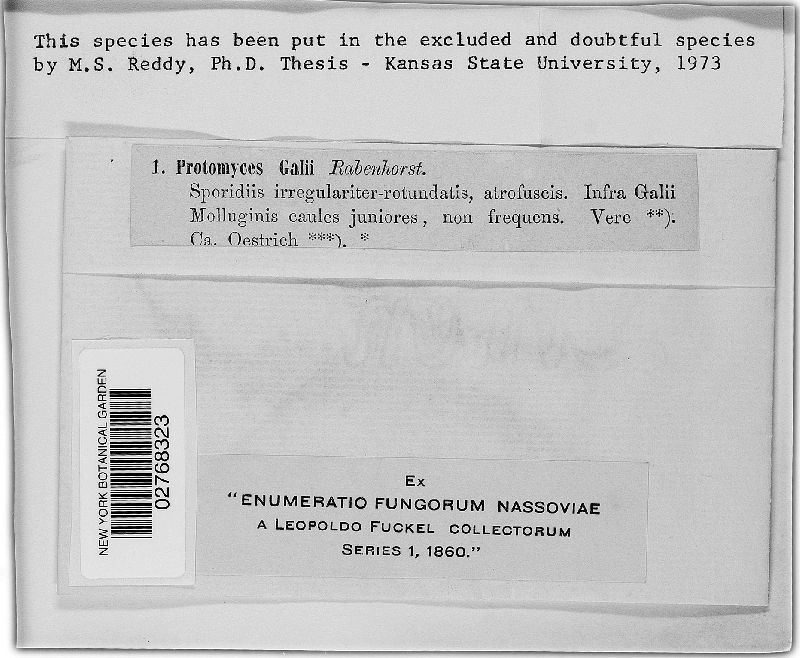 This species has been put in the excluded and doubtful species
by M.S. Reddy, Ph.D. Thesis - Kansas State University, 1973
1. Protomyces Galii Rabenhorst.
Sporidiis irregulariter-rotundatis, atrofuscis. Infra Galii
Molluginis caules juniores, non frequens. Vere **).
Ca. Oestrich ***). *
NEW YORK BOTANICAL GARDEN
02768323
Ex
"ENUMERATIO FUNGORUM NASSOVIAE
A LEOPOLDO FUCKEL COLLECTORUM
SERIES 1, 1860."